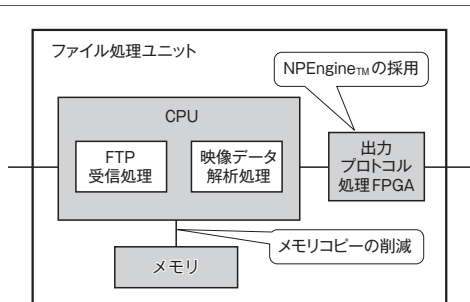 ファイル処理ユニット
NPEngineTMの採用
CPU
FTP
受信処理
映像データ
解析処理
出力
プロトコル
処理FPGA
メモリコピーの削減
メモリ